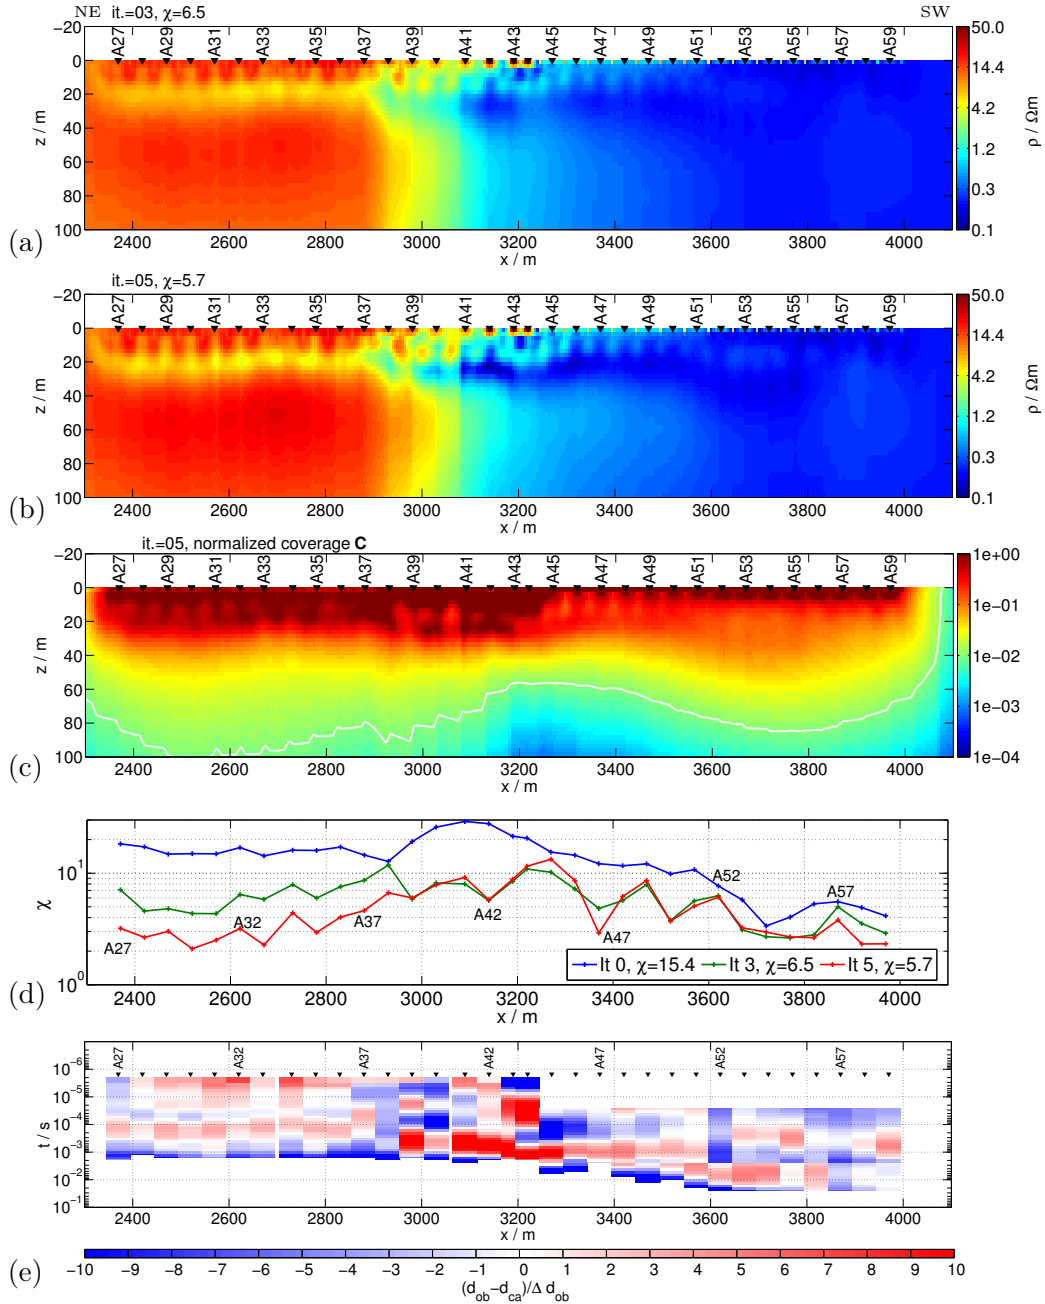 NE it.=03, χ=6.5 SW
A27 A29 A31 A33 A35 A37 A39 A41 A43 A45 A47 A49 A51 A53 A55 A57 A59
−20
0
20
40
60
80
100
z / m
2400 2600 2800 3000 3200 3400 3600 3800 4000
x / m
50.0
14.4
4.2
1.2
0.3
0.1
ρ / Ωm
(a)
it.=05, χ=5.7
A27 A29 A31 A33 A35 A37 A39 A41 A43 A45 A47 A49 A51 A53 A55 A57 A59
−20
0
20
40
60
80
100
z / m
2400 2600 2800 3000 3200 3400 3600 3800 4000
x / m
50.0
14.4
4.2
1.2
0.3
0.1
ρ / Ωm
(b)
it.=05, normalized coverage C
A27 A29 A31 A33 A35 A37 A39 A41 A43 A45 A47 A49 A51 A53 A55 A57 A59
−20
0
20
40
60
80
100
z / m
2400 2600 2800 3000 3200 3400 3600 3800 4000
x / m
1e+00
1e−01
1e−02
1e−03
1e−04
(c)
10^1
10^0
χ
A27 A32 A37 A42 A47 A52 A57
It 0, χ=15.4 It 3, χ=6.5 It 5, χ=5.7
2400 2600 2800 3000 3200 3400 3600 3800 4000
x / m
(d)
A27 A32 A37 A42 A47 A52 A57
10^−6
10^−5
10^−4
10^−3
10^−2
10^−1
t / s
2400 2600 2800 3000 3200 3400 3600 3800 4000
x / m
−10 −9 −8 −7 −6 −5 −4 −3 −2 −1 0 1 2 3 4 5 6 7 8 9 10
(d_ob−d_ca)/Δ d_ob
(e)